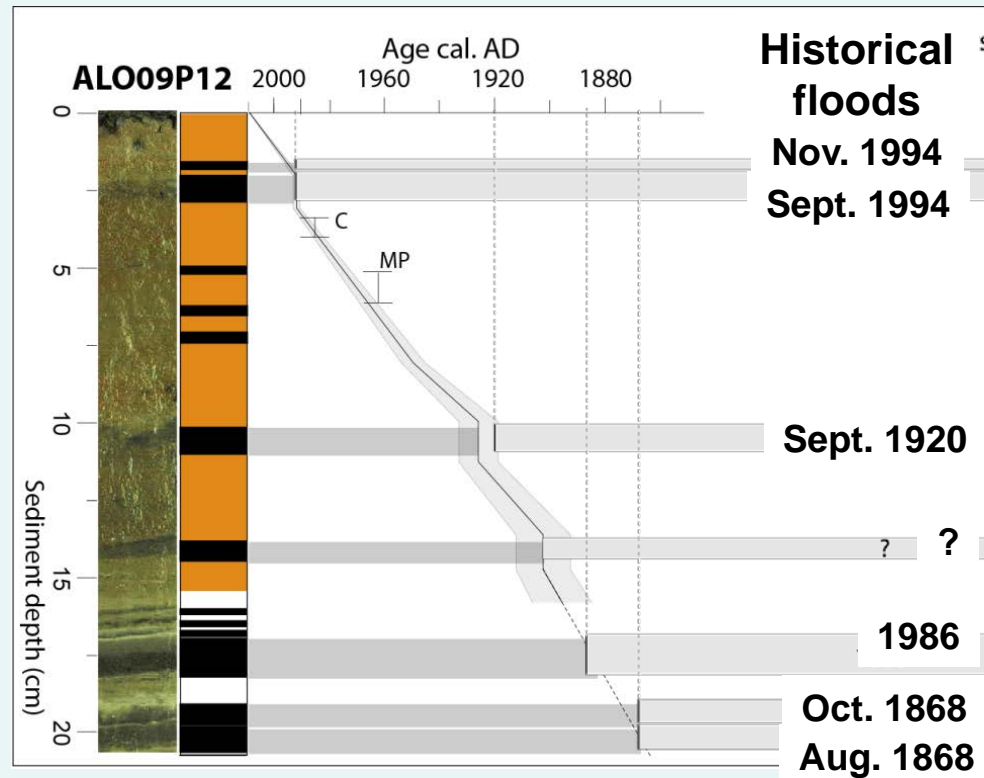 Age cal. AD
ALO09P12
2000 1960 1920 1880
Historical
floods
Nov. 1994
Sept. 1994
0
5
10
15
20
Sediment depth (cm)
C
MP
Sept. 1920
? ?
1986
Oct. 1868
Aug. 1868